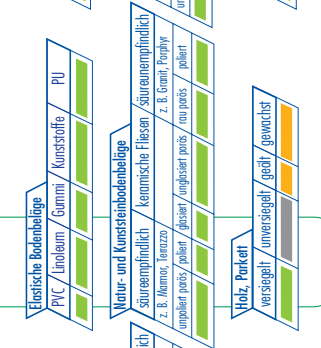 Elastische Bodenbeläge
PVC Linoleum Gummi Kunststoffe PU
Natur- und Kunststeinbodenbeläge
säureempfindlich keramische Fliesen säureunempfindlich
z. B. Marmor, Terrazzo z. B. Granit, Porphyr
unpoliert porös poliert glasiert unglasiert porös rau porös poliert
Holz, Parkett
versiegelt unversiegelt geölt gewachst
ich